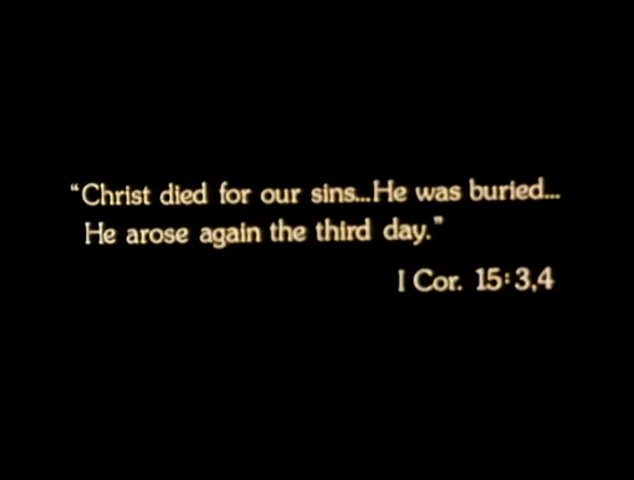 “Christ died for our sins...He was buried...
He arose again the third day.”
I Cor. 15:3,4